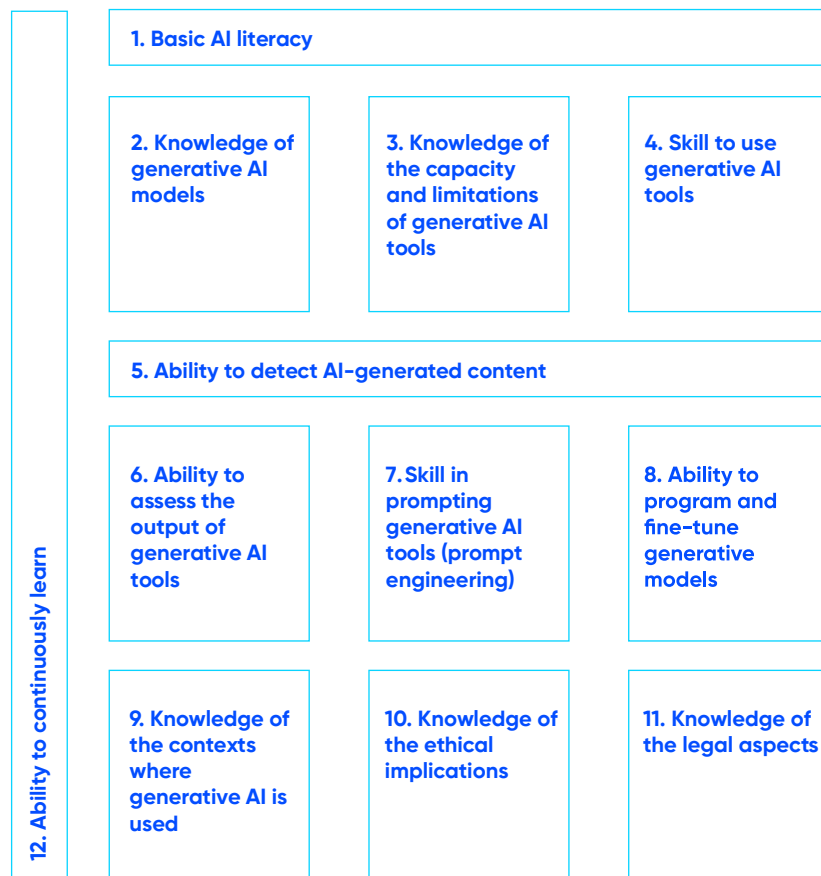 1. Basic AI literacy
2. Knowledge of
generative AI
models
3. Knowledge of
the capacity
and limitations
of generative AI
tools
4. Skill to use
generative AI
tools
5. Ability to detect AI-generated content
6. Ability to
assess the
output of
generative AI
tools
7. Skill in
prompting
generative AI
tools (prompt
engineering)
8. Ability to
program and
fine-tune
generative
models
9. Knowledge of
the contexts
where
generative AI is
used
10. Knowledge of
the ethical
implications
11. Knowledge of
the legal aspects
12. Ability to continuously learn